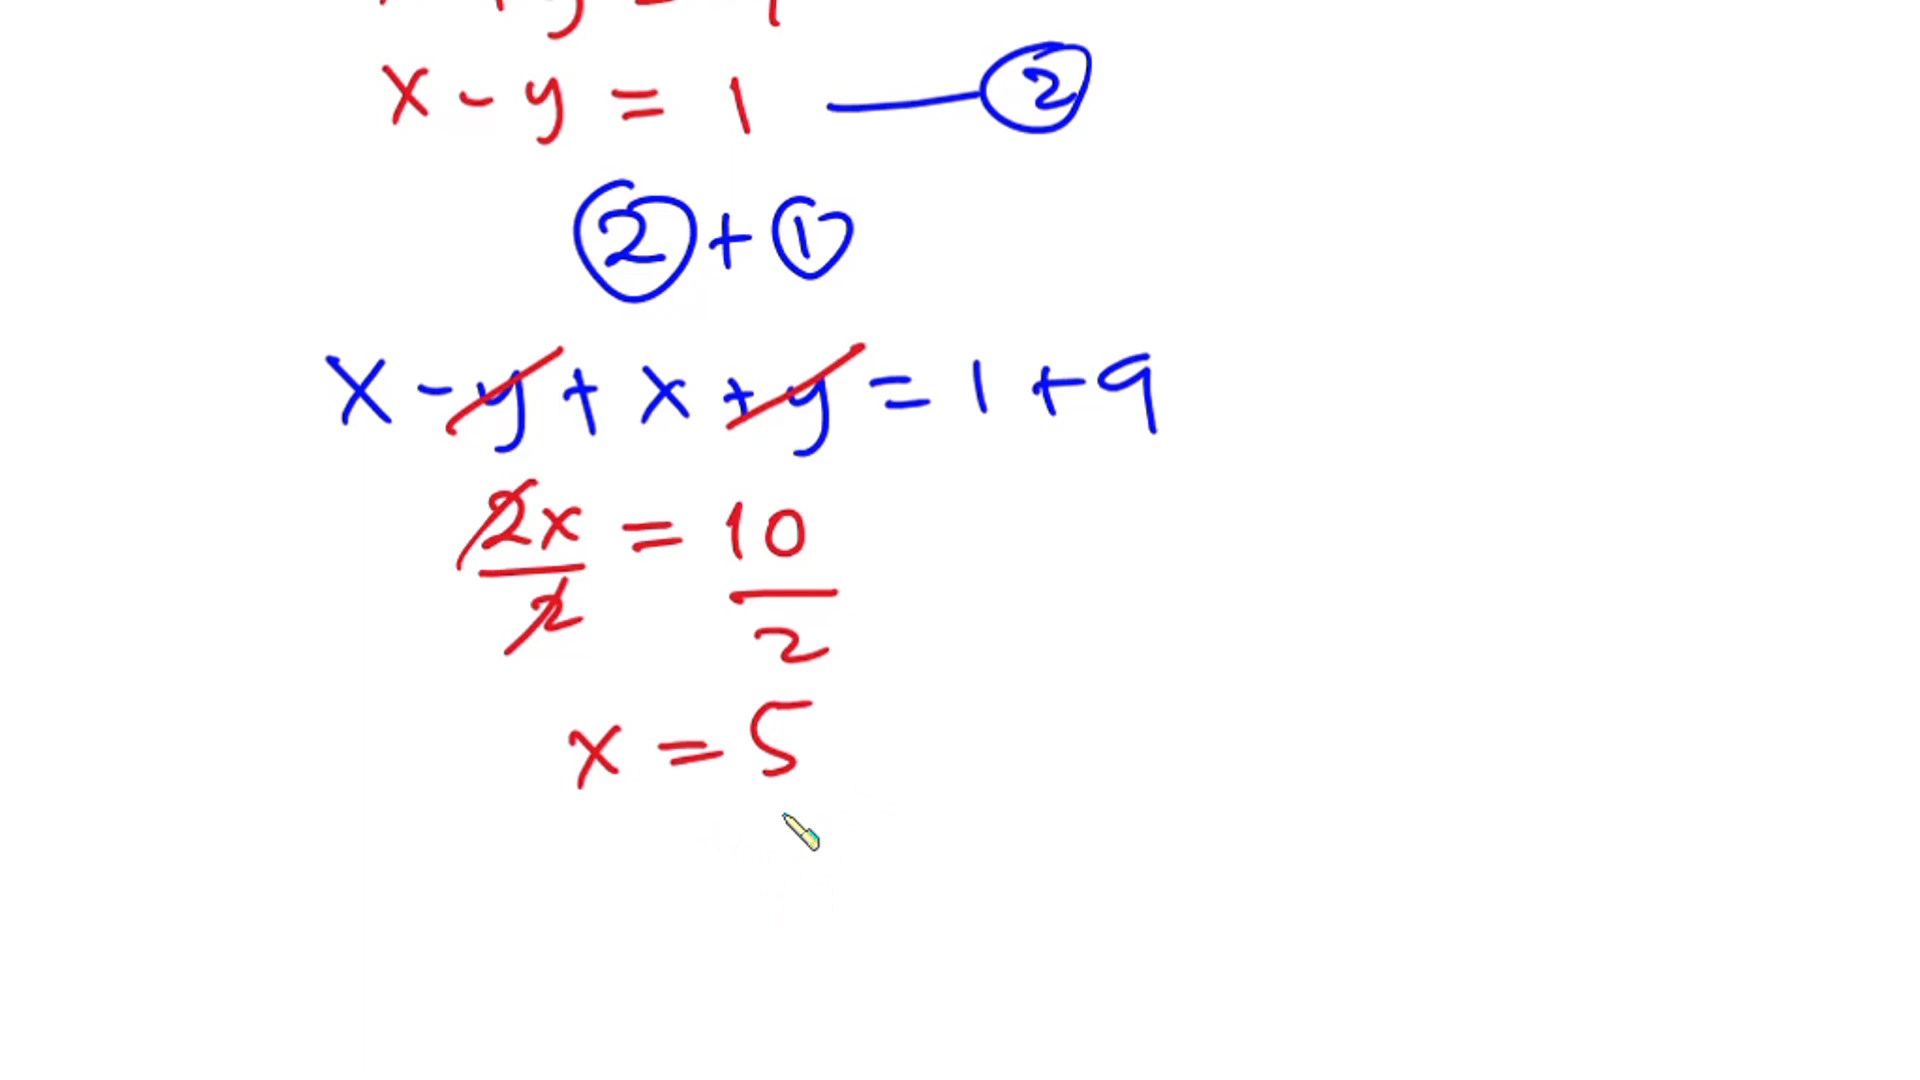 x - y = 1 — ②
② + ①
x - y + x + y = 1 + 9
2x/2 = 10/2
x = 5